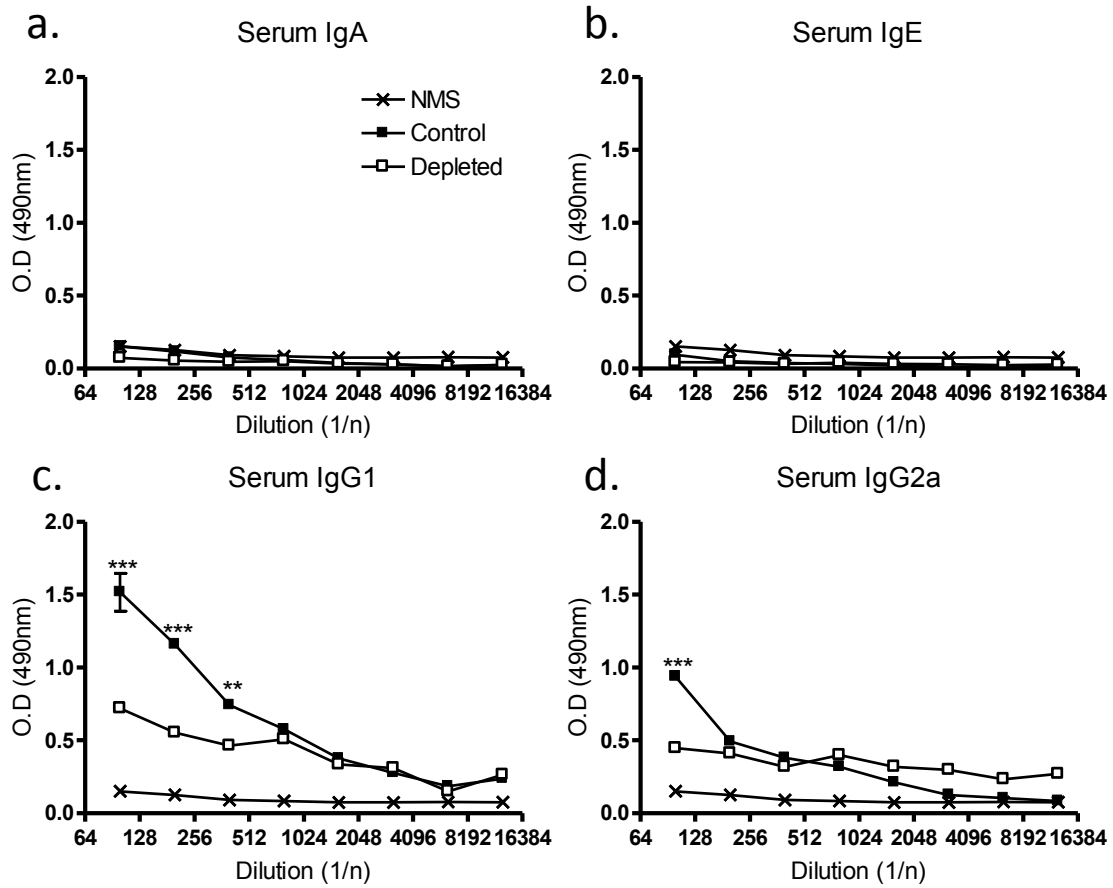 a.
Serum IgA
2.0
1.5
1.0
0.5
0.0
O.D (490nm)
NMS
Control
Depleted
64 128 256 512 1024 2048 4096 8192 16384
Dilution (1/n)
b.
Serum IgE
2.0
1.5
1.0
0.5
0.0
O.D (490nm)
64 128 256 512 1024 2048 4096 8192 16384
Dilution (1/n)
c.
Serum IgG1
2.0
1.5
1.0
0.5
0.0
O.D (490nm)
***
***
**
64 128 256 512 1024 2048 4096 8192 16384
Dilution (1/n)
d.
Serum IgG2a
2.0
1.5
1.0
0.5
0.0
O.D (490nm)
***
64 128 256 512 1024 2048 4096 8192 16384
Dilution (1/n)